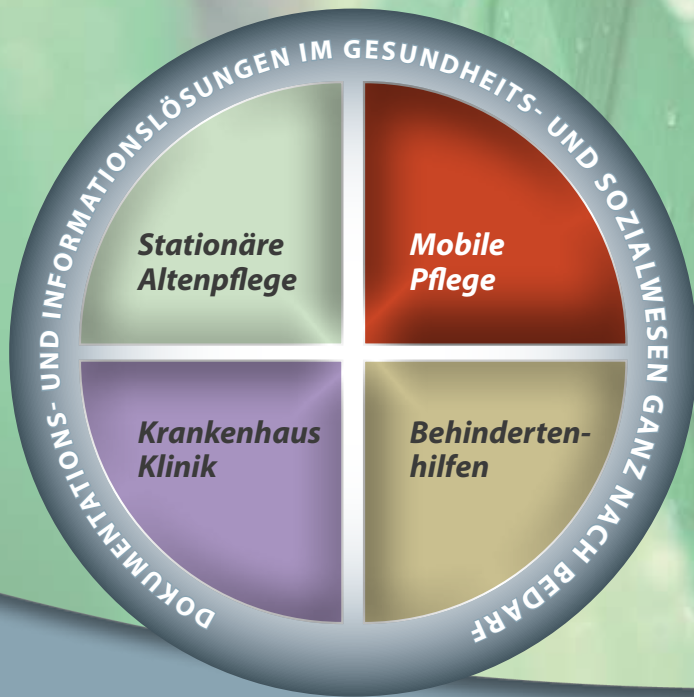 DOKUMENTATIONS- UND INFORMATIONSLÖSUNGEN IM GESUNDHEITS- UND SOZIALWESEN GANZ NACH BEDARF
Stationäre
Altenpflege
Mobile
Pflege
Krankenhaus
Klinik
Behinderten-
hilfen